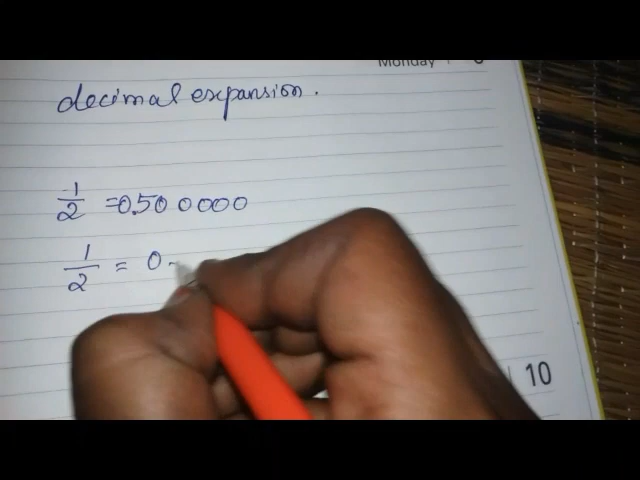 Monday
decimal expansion.
1/2 =0.500000
1/2 = 0.
10